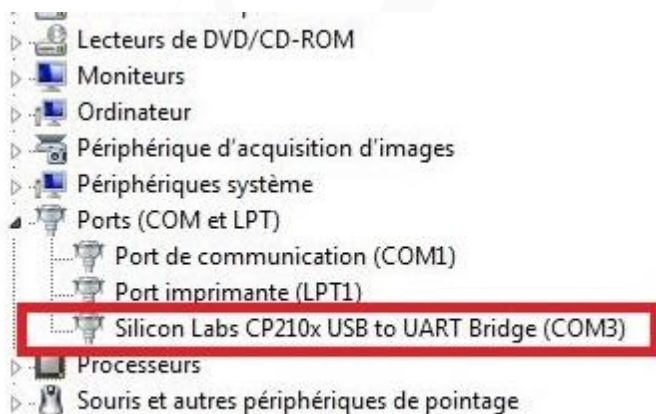 Lecteurs de DVD/CD-ROM
Moniteurs
Ordinateur
Périphérique d'acquisition d'images
Périphériques système
Ports (COM et LPT)
Port de communication (COM1)
Port imprimante (LPT1)
Silicon Labs CP210x USB to UART Bridge (COM3)
Processeurs
Souris et autres périphériques de pointage